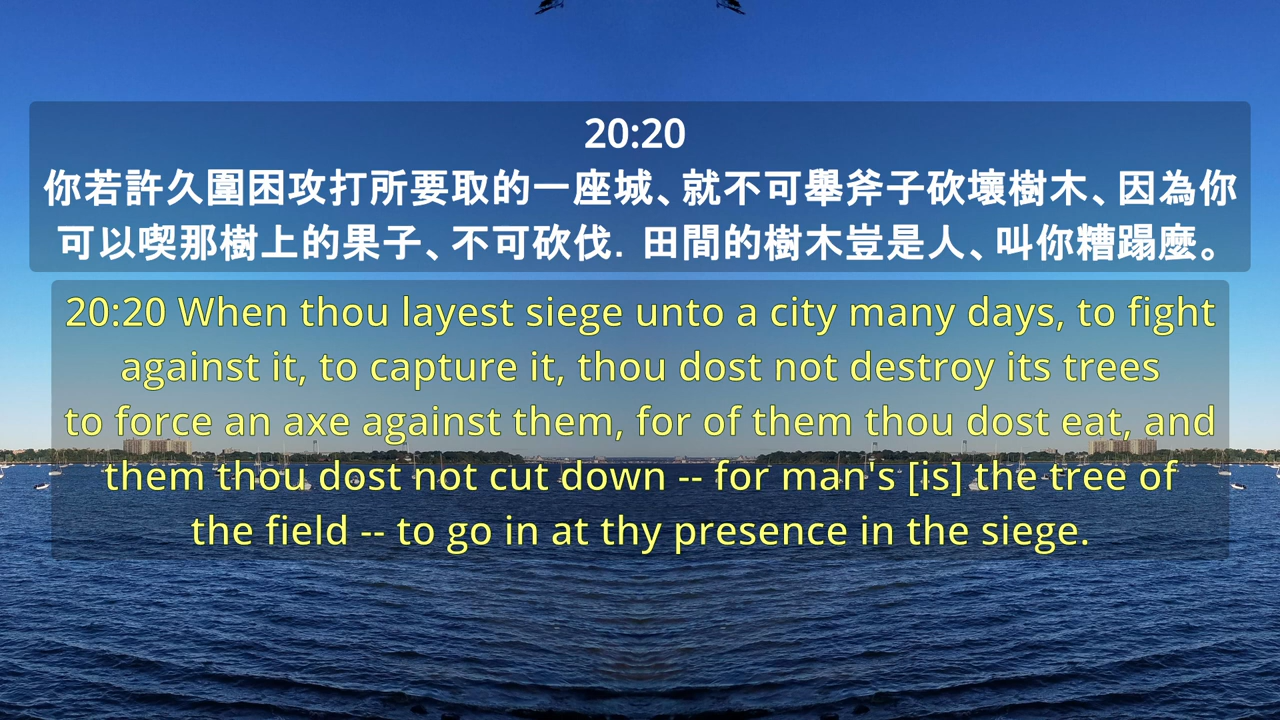 20:20
你若許久圍困攻打所要取的一座城、就不可舉斧子砍壞樹木、因為你
可以喫那樹上的果子、不可砍伐. 田間的樹木豈是人、叫你糟蹋麼。
20:20 When thou layest siege unto a city many days, to fight
against it, to capture it, thou dost not destroy its trees
to force an axe against them, for of them thou dost eat, and
them thou dost not cut down -- for man's [is] the tree of
the field -- to go in at thy presence in the siege.